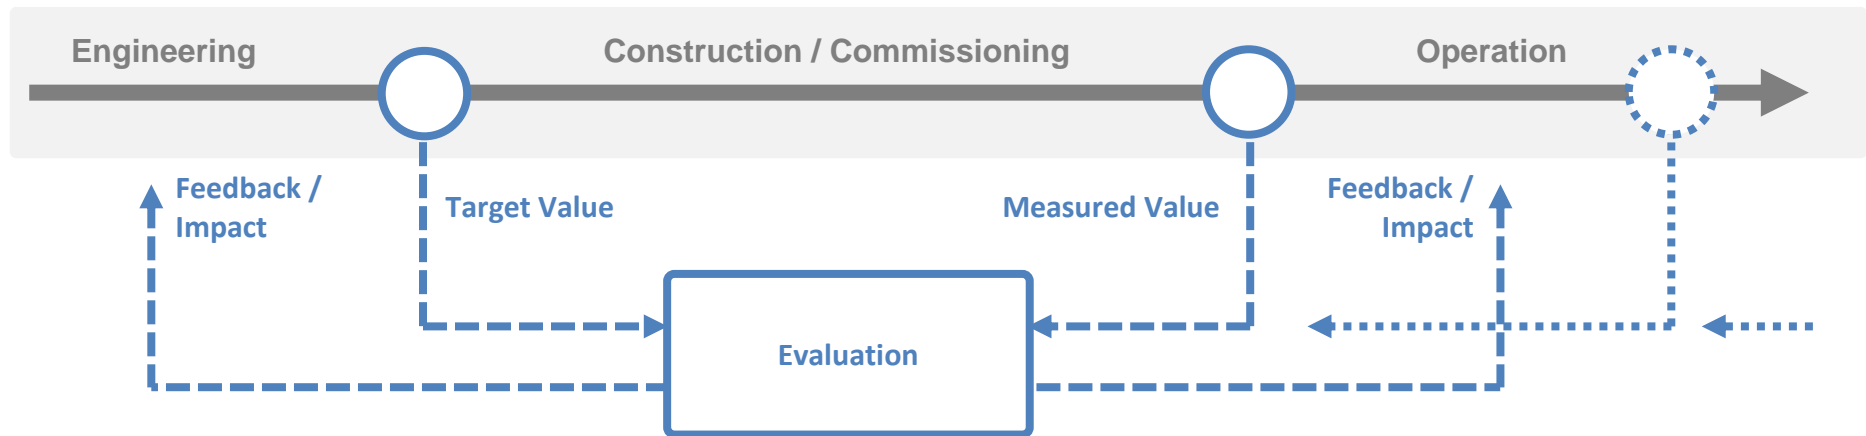 Engineering
Construction / Commissioning
Operation
Feedback /
Impact
Target Value
Measured Value
Feedback /
Impact
Evaluation